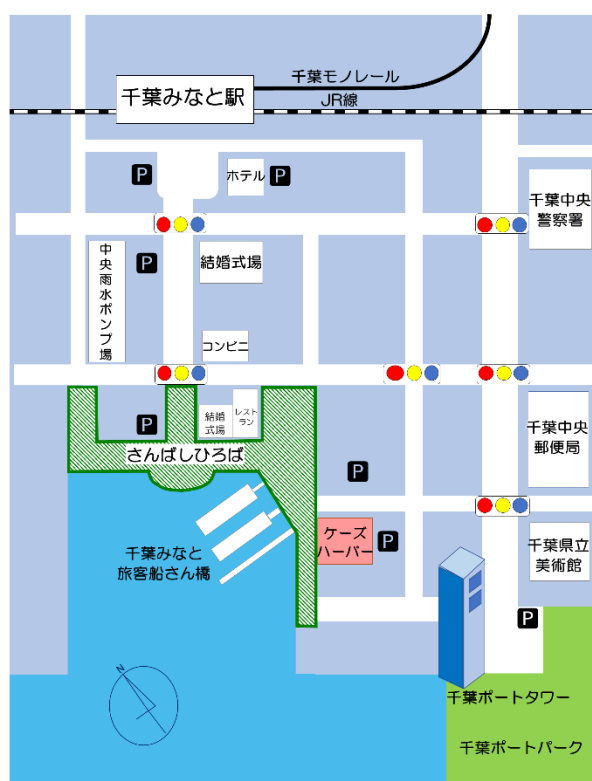 千葉モノレール
千葉みなと駅
JR線
P
ホテル
P
千葉中央
警察署
中央雨水ポンプ場
P
結婚式場
コンビニ
P
結婚
式場
レスト
ラン
千葉中央
郵便局
さんばしひろば
P
ケーズ
ハーバー
P
千葉みなと
旅客船さん橋
千葉県立
美術館
P
N
千葉ポートタワー
千葉ポートパーク